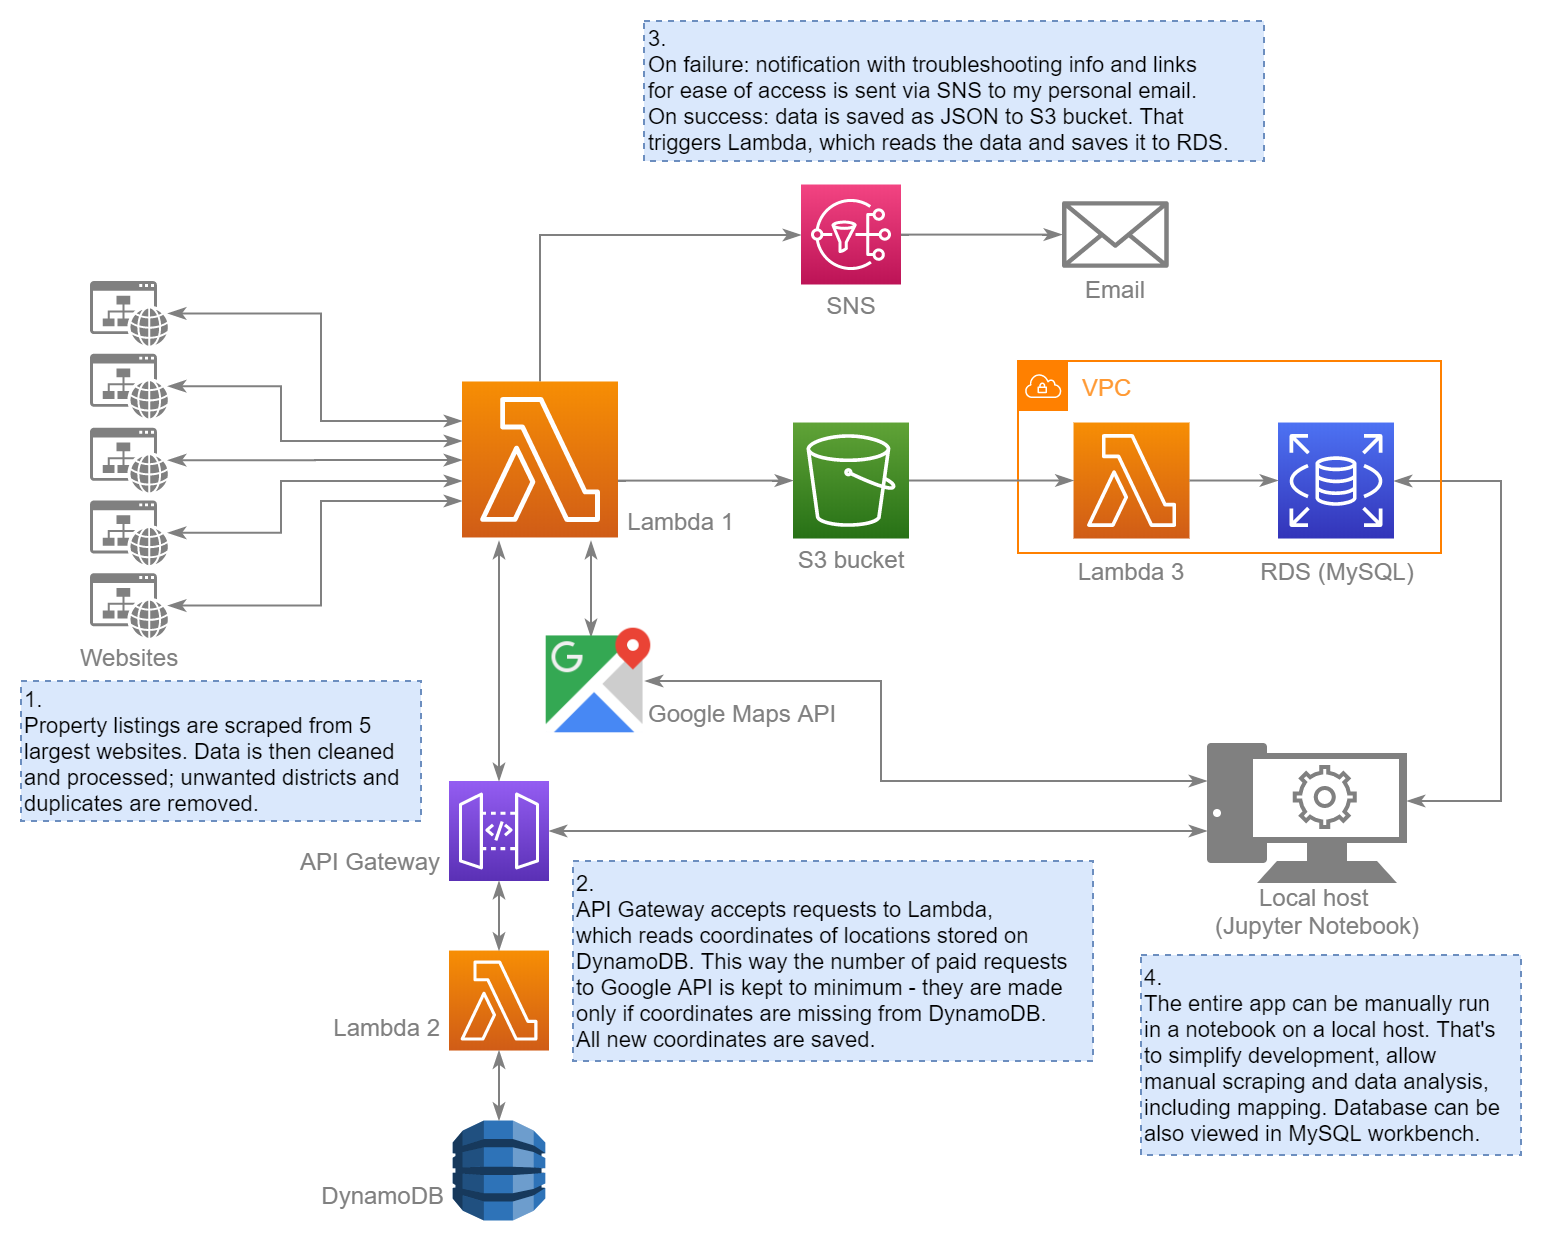 3.
On failure: notification with troubleshooting info and links
for ease of access is sent via SNS to my personal email.
On success: data is saved as JSON to S3 bucket. That
triggers Lambda, which reads the data and saves it to RDS.
SNS
Email
VPC
Lambda 1
S3 bucket
Lambda 3
RDS (MySQL)
Websites
1.
Property listings are scraped from 5
largest websites. Data is then cleaned
and processed; unwanted districts and
duplicates are removed.
G
Google Maps API
API Gateway
</>
Local host
(Jupyter Notebook)
2.
API Gateway accepts requests to Lambda,
which reads coordinates of locations stored on
DynamoDB. This way the number of paid requests
to Google API is kept to minimum - they are made
only if coordinates are missing from DynamoDB.
All new coordinates are saved.
Lambda 2
4.
The entire app can be manually run
in a notebook on a local host. That's
to simplify development, allow
manual scraping and data analysis,
including mapping. Database can be
also viewed in MySQL workbench.
DynamoDB